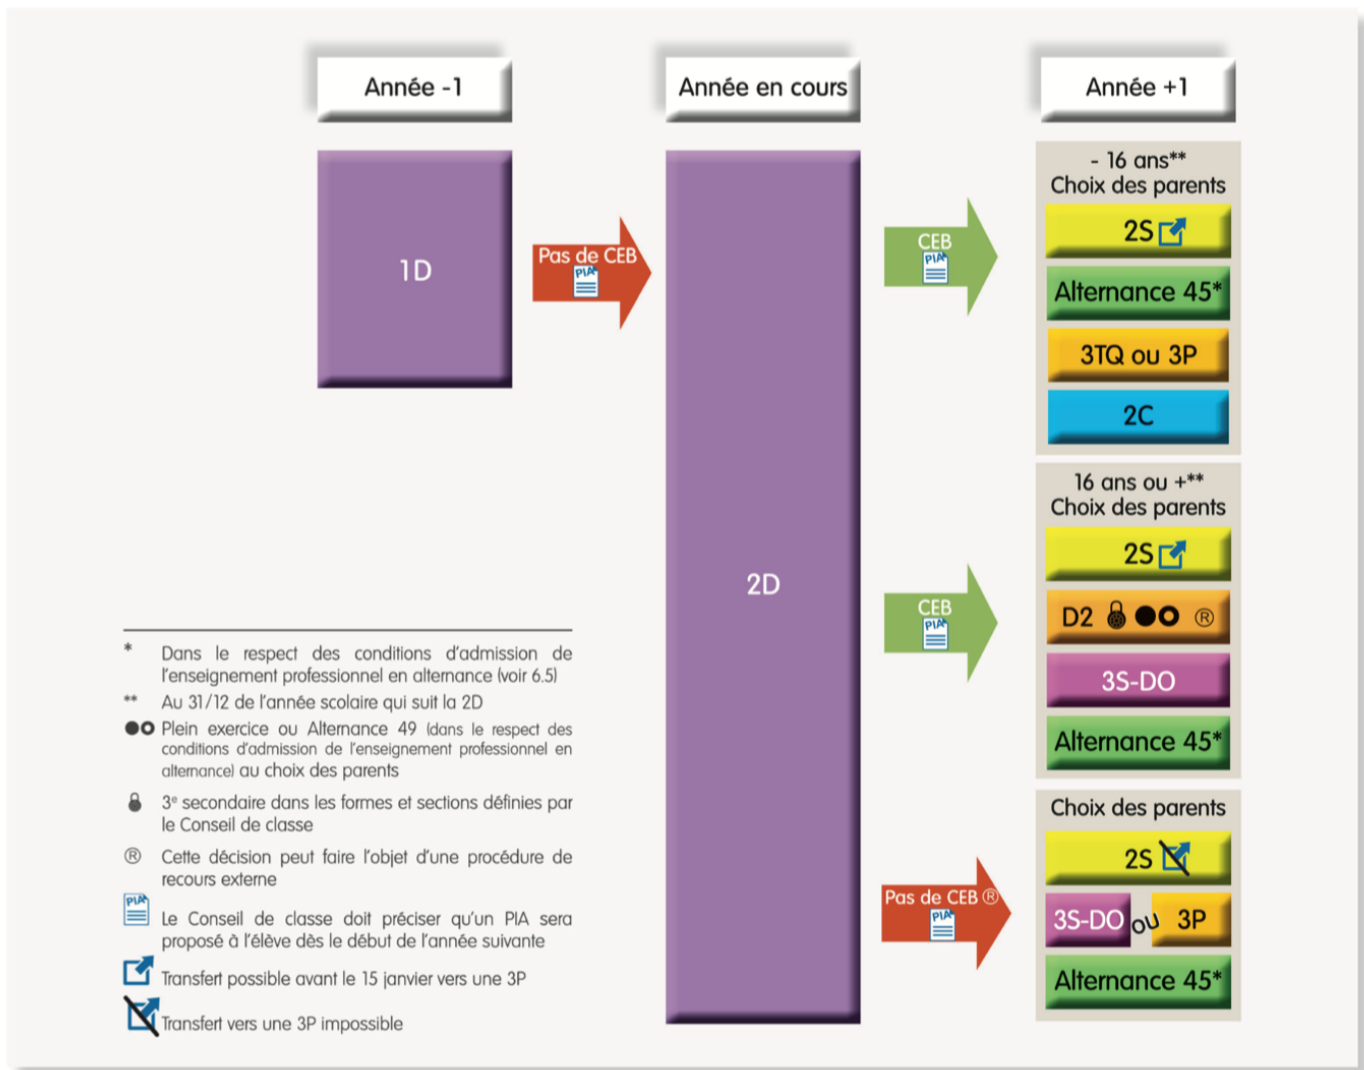 Année -1
Année en cours
Année +1
1D
Pas de CEB
PIA
2D
CEB
PIA
- 16 ans**
Choix des parents
2S
Alternance 45*
3TQ ou 3P
2C
CEB
PIA
16 ans ou +**
Choix des parents
2S
D2 ®
3S-DO
Alternance 45*
Pas de CEB ®
PIA
Choix des parents
2S
3S-DO ou 3P
Alternance 45*
* Dans le respect des conditions d'admission de
l'enseignement professionnel en alternance (voir 6.5)
** Au 31/12 de l'année scolaire qui suit la 2D
Plein exercice ou Alternance 49 (dans le respect des
conditions d'admission de l'enseignement professionnel en
alternance) au choix des parents
3e secondaire dans les formes et sections définies par
le Conseil de classe
® Cette décision peut faire l'objet d'une procédure de
recours externe
PIA
Le Conseil de classe doit préciser qu'un PIA sera
proposé à l'élève dès le début de l'année suivante
Transfert possible avant le 15 janvier vers une 3P
Transfert vers une 3P impossible